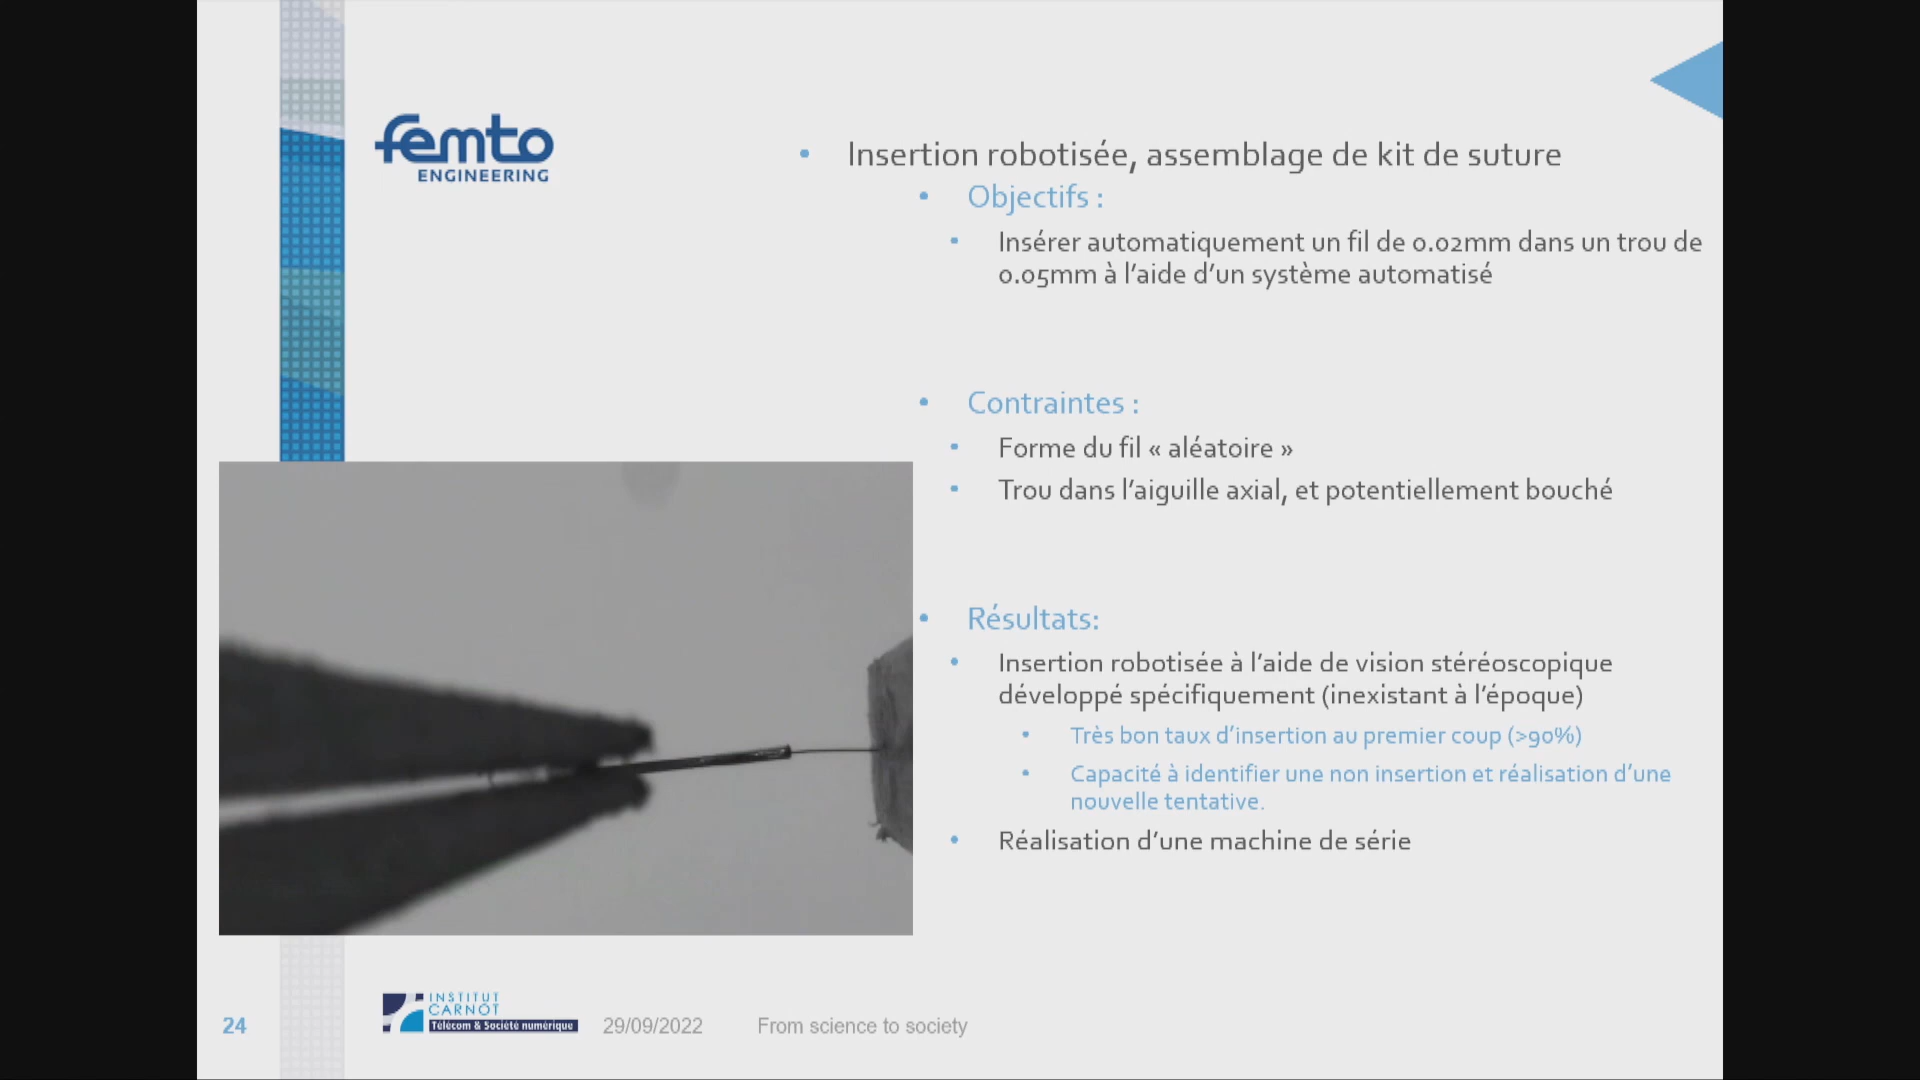 femto
ENGINEERING
• Insertion robotisée, assemblage de kit de suture
• Objectifs :
• Insérer automatiquement un fil de 0.02mm dans un trou de
0.05mm à l’aide d’un système automatisé
• Contraintes :
• Forme du fil « aléatoire »
• Trou dans l’aiguille axial, et potentiellement bouché
• Résultats:
• Insertion robotisée à l’aide de vision stéréoscopique
développé spécifiquement (inexistant à l’époque)
• Très bon taux d’insertion au premier coup (>90%)
• Capacité à identifier une non insertion et réalisation d’une
nouvelle tentative.
• Réalisation d’une machine de série
24
INSTITUT
CARNOT
Télécom & Société numérique
29/09/2022
From science to society